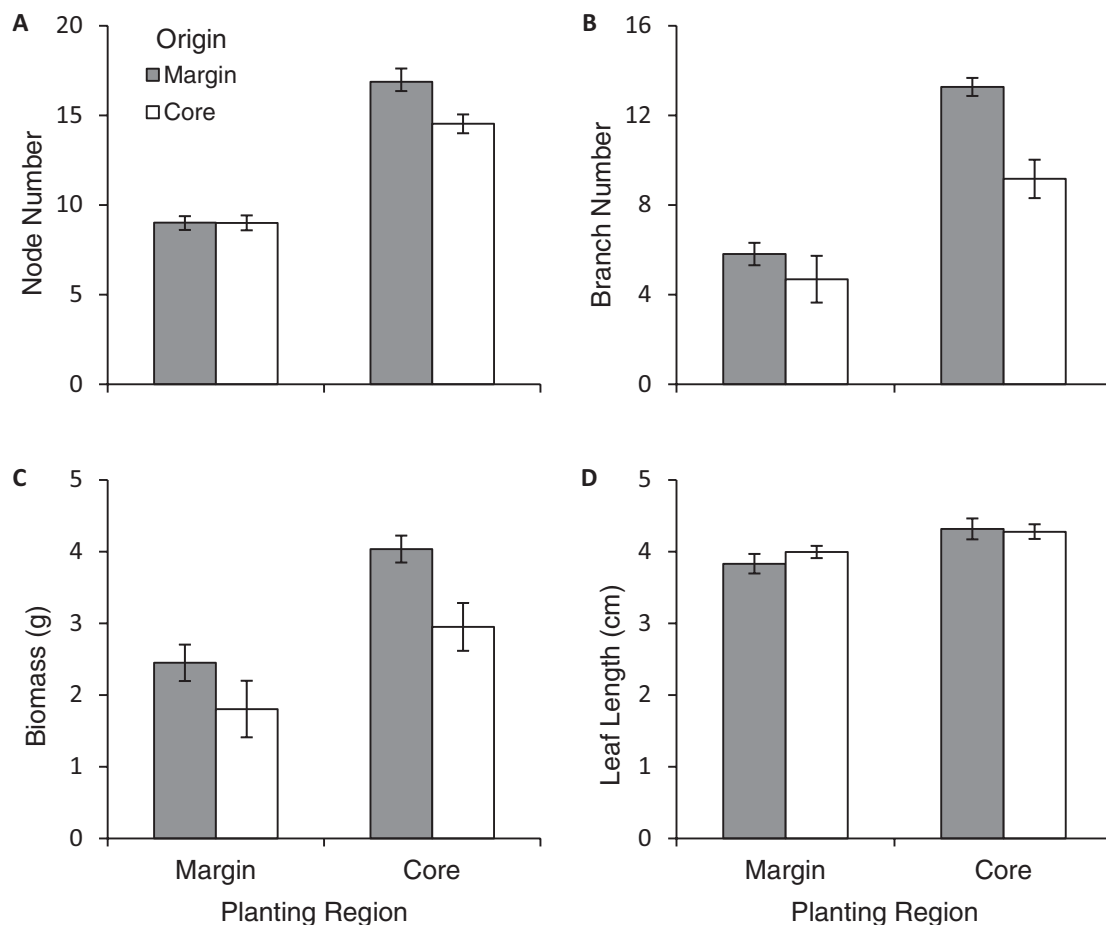 A
Node Number
20
15
10
5
0
Origin
Margin
Core
B
Branch Number
16
12
8
4
0
C
Biomass (g)
5
4
3
2
1
0
Margin
Core
Planting Region
D
Leaf Length (cm)
5
4
3
2
1
0
Margin
Core
Planting Region